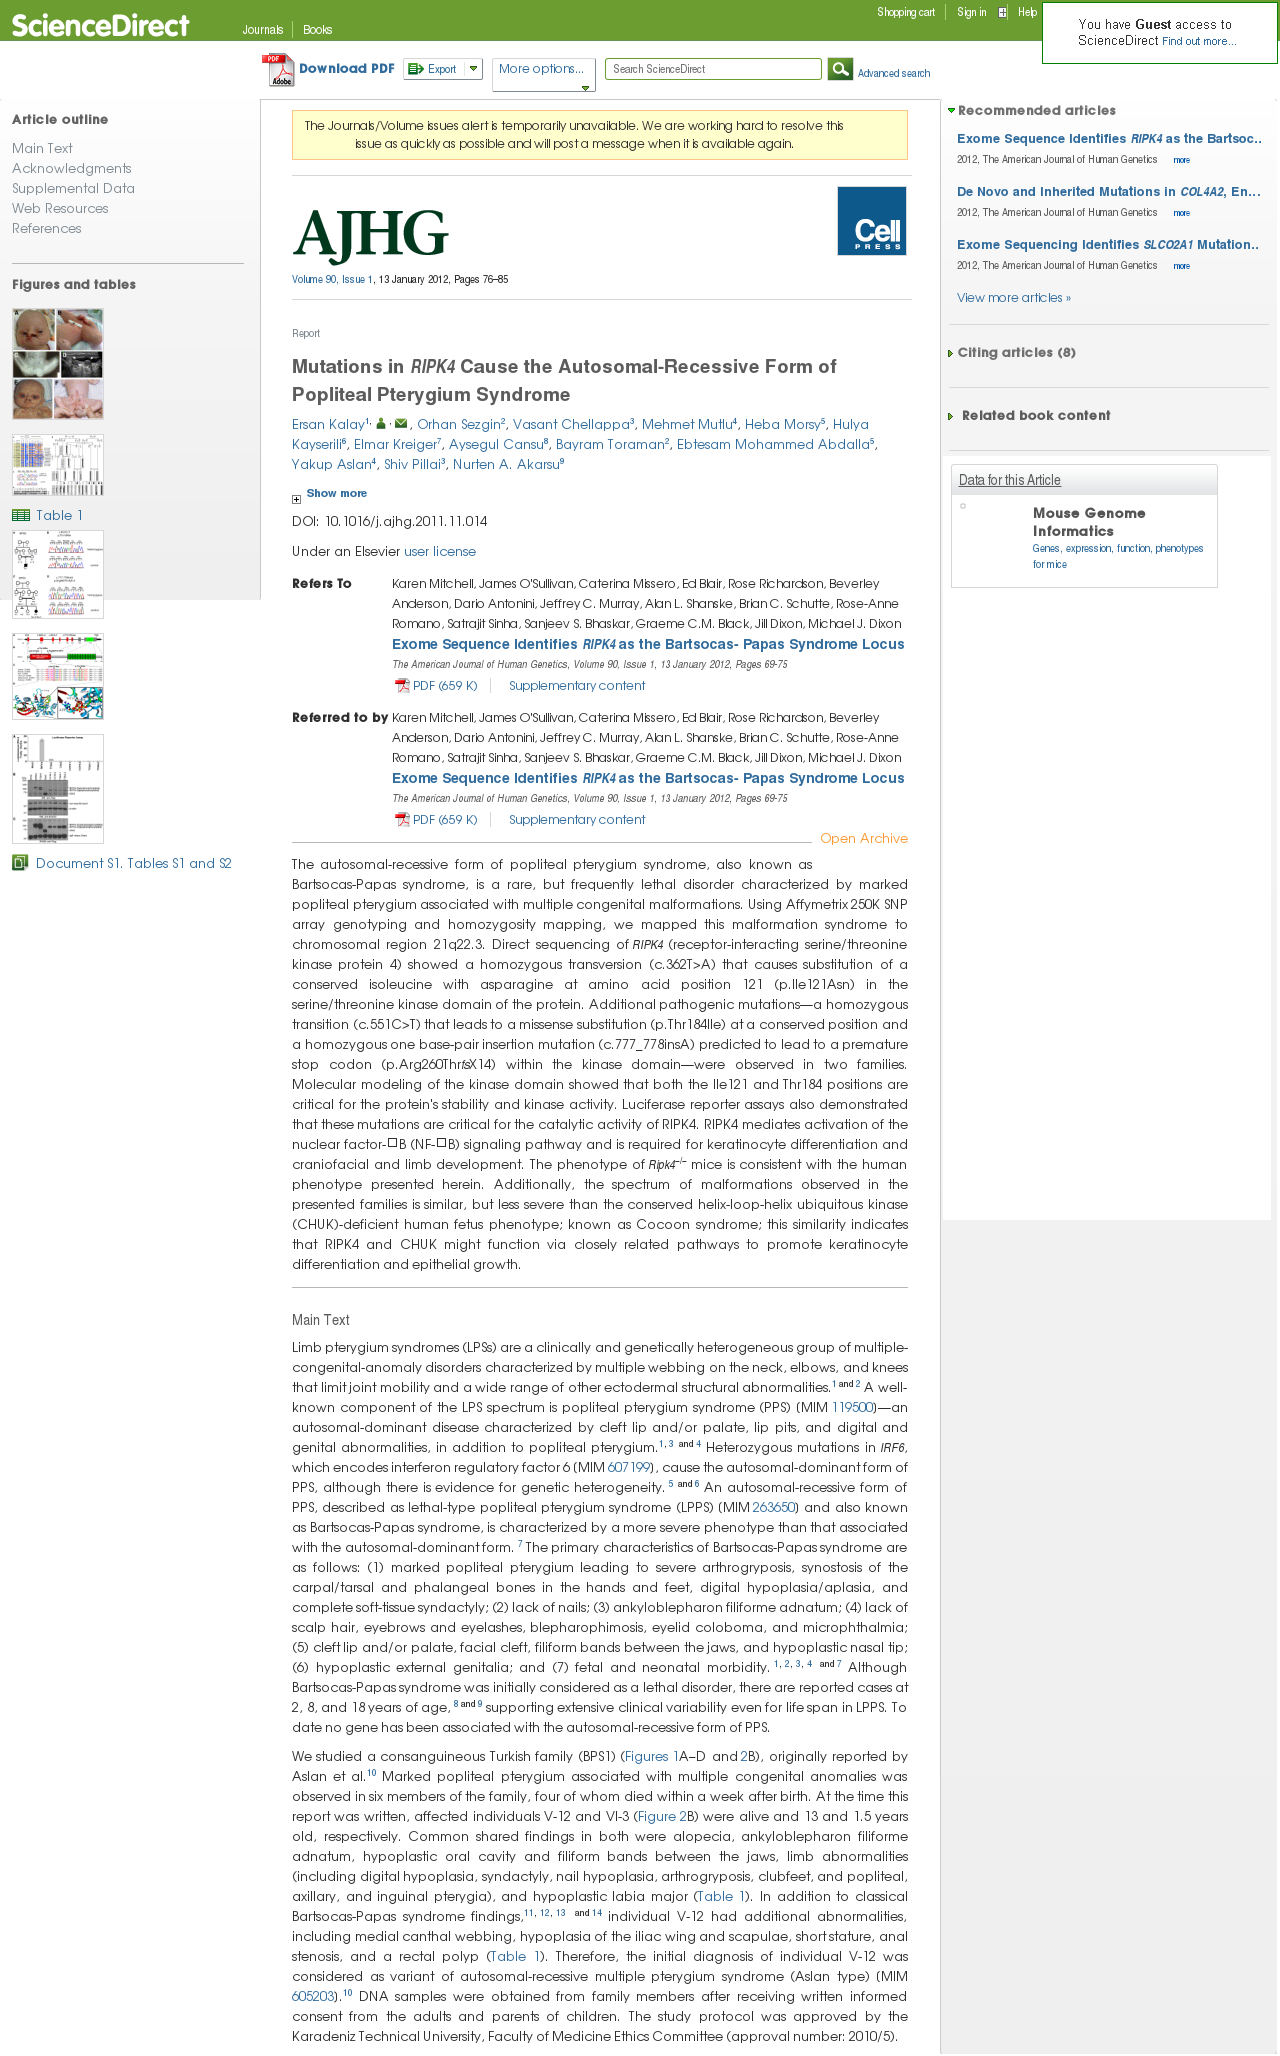 ScienceDirect
Journals
Books
Shopping cart
Sign in
Help
You have Guest access to
ScienceDirect Find out more...
Download PDF
Export
More options...
Search ScienceDirect
Advanced search
Article outline
Main Text
Acknowledgments
Supplemental Data
Web Resources
References
Figures and tables
Table 1
Document S1. Tables S1 and S2
The Journals/Volume issues alert is temporarily unavailable. We are working hard to resolve this
issue as quickly as possible and will post a message when it is available again.
AJHG
Cell
PRESS
Volume 90, Issue 1, 13 January 2012, Pages 76–85
Report
Mutations in RIPK4 Cause the Autosomal-Recessive Form of
Popliteal Pterygium Syndrome
Ersan Kalay1, , , Orhan Sezgin2, Vasant Chellappa3, Mehmet Mutlu4, Heba Morsy5, Hulya
Kayserili6, Elmar Kreiger7, Aysegul Cansu8, Bayram Toraman2, Ebtesam Mohammed Abdalla5,
Yakup Aslan4, Shiv Pillai3, Nurten A. Akarsu9
Show more
DOI: 10.1016/j.ajhg.2011.11.014
Under an Elsevier user license
Refers To
Karen Mitchell, James O'Sullivan, Caterina Missero, Ed Blair, Rose Richardson, Beverley
Anderson, Dario Antonini, Jeffrey C. Murray, Alan L. Shanske, Brian C. Schutte, Rose-Anne
Romano, Satrajit Sinha, Sanjeev S. Bhaskar, Graeme C.M. Black, Jill Dixon, Michael J. Dixon
Exome Sequence Identifies RIPK4 as the Bartsocas- Papas Syndrome Locus
The American Journal of Human Genetics, Volume 90, Issue 1, 13 January 2012, Pages 69-75
PDF (659 K)
Supplementary content
Referred to by
Karen Mitchell, James O'Sullivan, Caterina Missero, Ed Blair, Rose Richardson, Beverley
Anderson, Dario Antonini, Jeffrey C. Murray, Alan L. Shanske, Brian C. Schutte, Rose-Anne
Romano, Satrajit Sinha, Sanjeev S. Bhaskar, Graeme C.M. Black, Jill Dixon, Michael J. Dixon
Exome Sequence Identifies RIPK4 as the Bartsocas- Papas Syndrome Locus
The American Journal of Human Genetics, Volume 90, Issue 1, 13 January 2012, Pages 69-75
PDF (659 K)
Supplementary content
Open Archive
The autosomal-recessive form of popliteal pterygium syndrome, also known as
Bartsocas-Papas syndrome, is a rare, but frequently lethal disorder characterized by marked
popliteal pterygium associated with multiple congenital malformations. Using Affymetrix 250K SNP
array genotyping and homozygosity mapping, we mapped this malformation syndrome to
chromosomal region 21q22.3. Direct sequencing of RIPK4 (receptor-interacting serine/threonine
kinase protein 4) showed a homozygous transversion (c.362T>A) that causes substitution of a
conserved isoleucine with asparagine at amino acid position 121 (p.Ile121Asn) in the
serine/threonine kinase domain of the protein. Additional pathogenic mutations—a homozygous
transition (c.551C>T) that leads to a missense substitution (p.Thr184Ile) at a conserved position and
a homozygous one base-pair insertion mutation (c.777_778insA) predicted to lead to a premature
stop codon (p.Arg260ThrfsX14) within the kinase domain—were observed in two families.
Molecular modeling of the kinase domain showed that both the Ile121 and Thr184 positions are
critical for the protein's stability and kinase activity. Luciferase reporter assays also demonstrated
that these mutations are critical for the catalytic activity of RIPK4. RIPK4 mediates activation of the
nuclear factor-□B (NF-□B) signaling pathway and is required for keratinocyte differentiation and
craniofacial and limb development. The phenotype of Ripk4−/− mice is consistent with the human
phenotype presented herein. Additionally, the spectrum of malformations observed in the
presented families is similar, but less severe than the conserved helix-loop-helix ubiquitous kinase
(CHUK)-deficient human fetus phenotype; known as Cocoon syndrome; this similarity indicates
that RIPK4 and CHUK might function via closely related pathways to promote keratinocyte
differentiation and epithelial growth.
Main Text
Limb pterygium syndromes (LPSs) are a clinically and genetically heterogeneous group of multiple-
congenital-anomaly disorders characterized by multiple webbing on the neck, elbows, and knees
that limit joint mobility and a wide range of other ectodermal structural abnormalities.1 and 2 A well-
known component of the LPS spectrum is popliteal pterygium syndrome (PPS) (MIM 119500)—an
autosomal-dominant disease characterized by cleft lip and/or palate, lip pits, and digital and
genital abnormalities, in addition to popliteal pterygium.1, 3 and 4 Heterozygous mutations in IRF6,
which encodes interferon regulatory factor 6 (MIM 607199), cause the autosomal-dominant form of
PPS, although there is evidence for genetic heterogeneity. 5 and 6 An autosomal-recessive form of
PPS, described as lethal-type popliteal pterygium syndrome (LPPS) (MIM 263650) and also known
as Bartsocas-Papas syndrome, is characterized by a more severe phenotype than that associated
with the autosomal-dominant form. 7 The primary characteristics of Bartsocas-Papas syndrome are
as follows: (1) marked popliteal pterygium leading to severe arthrogryposis, synostosis of the
carpal/tarsal and phalangeal bones in the hands and feet, digital hypoplasia/aplasia, and
complete soft-tissue syndactyly; (2) lack of nails; (3) ankyloblepharon filiforme adnatum; (4) lack of
scalp hair, eyebrows and eyelashes, blepharophimosis, eyelid coloboma, and microphthalmia;
(5) cleft lip and/or palate, facial cleft, filiform bands between the jaws, and hypoplastic nasal tip;
(6) hypoplastic external genitalia; and (7) fetal and neonatal morbidity. 1, 2, 3, 4 and 7 Although
Bartsocas-Papas syndrome was initially considered as a lethal disorder, there are reported cases at
2, 8, and 18 years of age, 8 and 9 supporting extensive clinical variability even for life span in LPPS. To
date no gene has been associated with the autosomal-recessive form of PPS.
We studied a consanguineous Turkish family (BPS1) (Figures 1A–D and 2B), originally reported by
Aslan et al.10 Marked popliteal pterygium associated with multiple congenital anomalies was
observed in six members of the family, four of whom died within a week after birth. At the time this
report was written, affected individuals V-12 and VI-3 (Figure 2B) were alive and 13 and 1.5 years
old, respectively. Common shared findings in both were alopecia, ankyloblepharon filiforme
adnatum, hypoplastic oral cavity and filiform bands between the jaws, limb abnormalities
(including digital hypoplasia, syndactyly, nail hypoplasia, arthrogryposis, clubfeet, and popliteal,
axillary, and inguinal pterygia), and hypoplastic labia major (Table 1). In addition to classical
Bartsocas-Papas syndrome findings,11, 12, 13 and 14 individual V-12 had additional abnormalities,
including medial canthal webbing, hypoplasia of the iliac wing and scapulae, short stature, anal
stenosis, and a rectal polyp (Table 1). Therefore, the initial diagnosis of individual V-12 was
considered as variant of autosomal-recessive multiple pterygium syndrome (Aslan type) (MIM
605203).10 DNA samples were obtained from family members after receiving written informed
consent from the adults and parents of children. The study protocol was approved by the
Karadeniz Technical University, Faculty of Medicine Ethics Committee (approval number: 2010/5).
Recommended articles
Exome Sequence Identifies RIPK4 as the Bartsoc..
2012, The American Journal of Human Genetics more
De Novo and Inherited Mutations in COL4A2, En...
2012, The American Journal of Human Genetics more
Exome Sequencing Identifies SLCO2A1 Mutation..
2012, The American Journal of Human Genetics more
View more articles »
Citing articles (8)
Related book content
Data for this Article
Mouse Genome
Informatics
Genes, expression, function, phenotypes
for mice